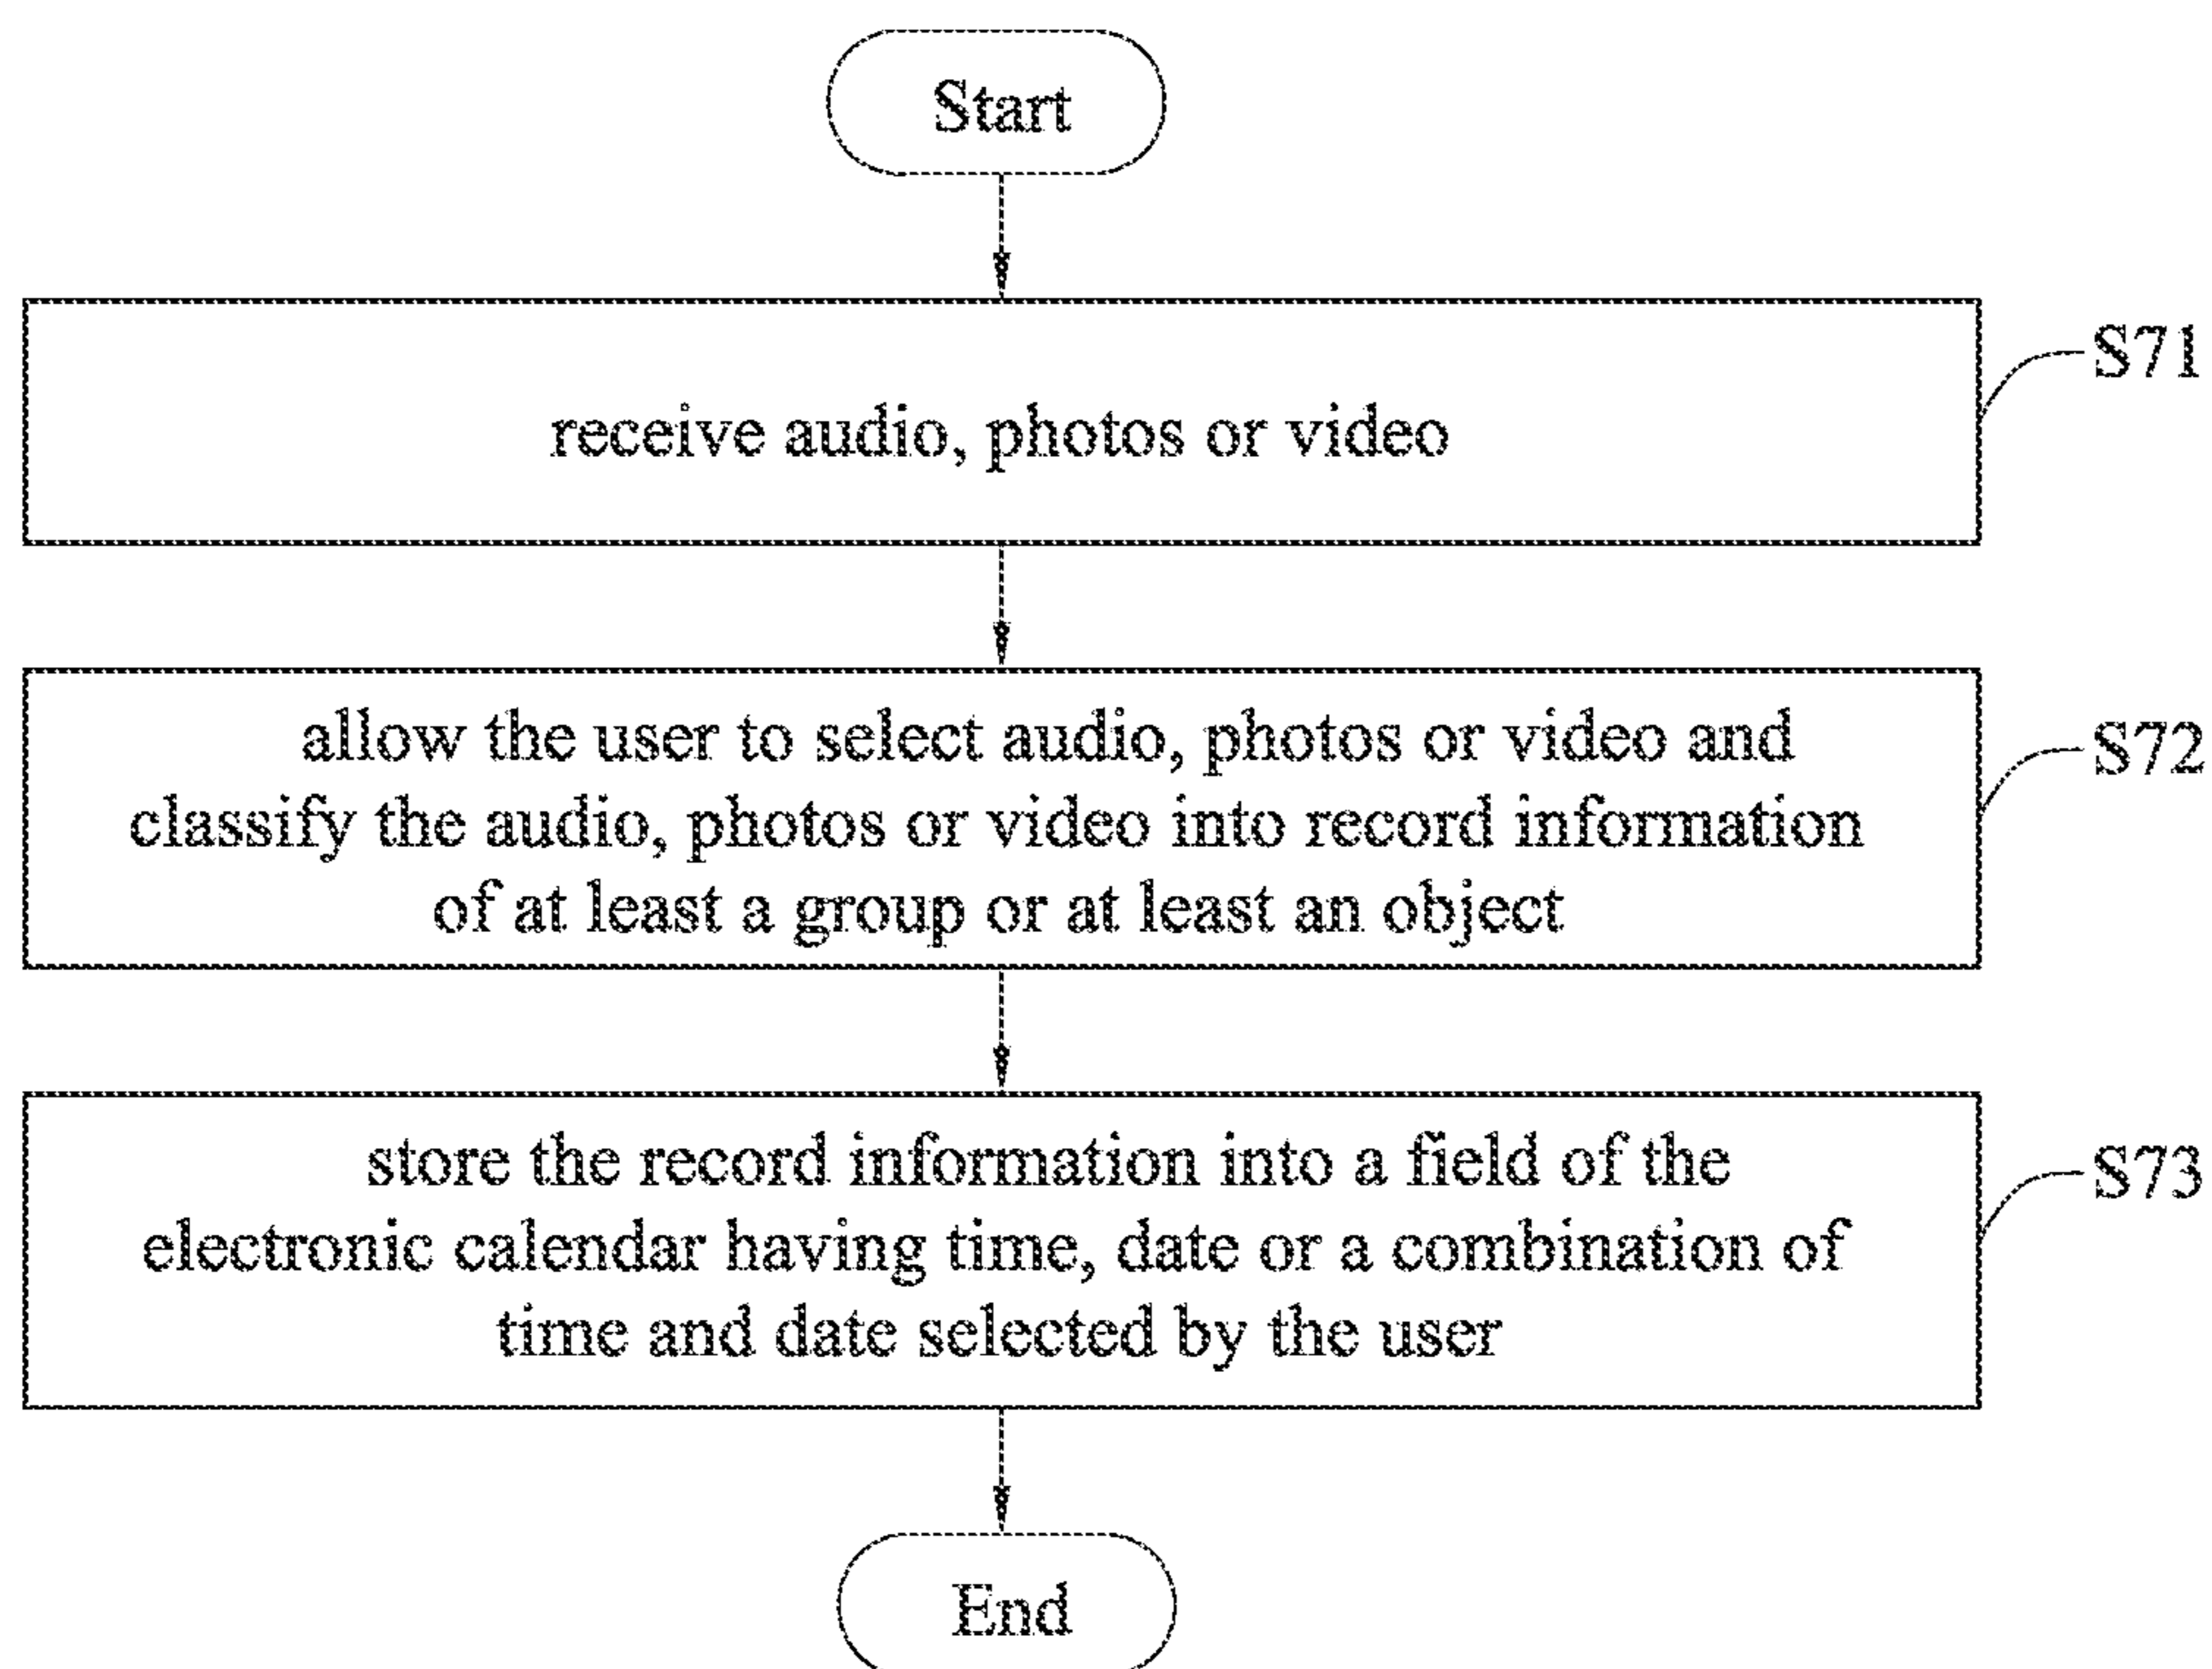 Start
receive audio, photos or video
S71
allow the user to select audio, photos or video and
classify the audio, photos or video into record information
of at least a group or at least an object
S72
store the record information into a field of the
electronic calendar having time, date or a combination of
time and date selected by the user
S73
End